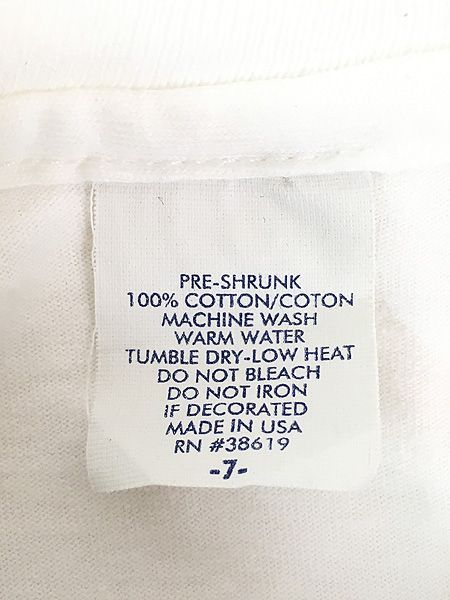 PRE-SHRUNK
100% COTTON/COTON
MACHINE WASH
WARM WATER
TUMBLE DRY-LOW HEAT
DO NOT BLEACH
DO NOT IRON
IF DECORATED
MADE IN USA
RN #38619
-7-